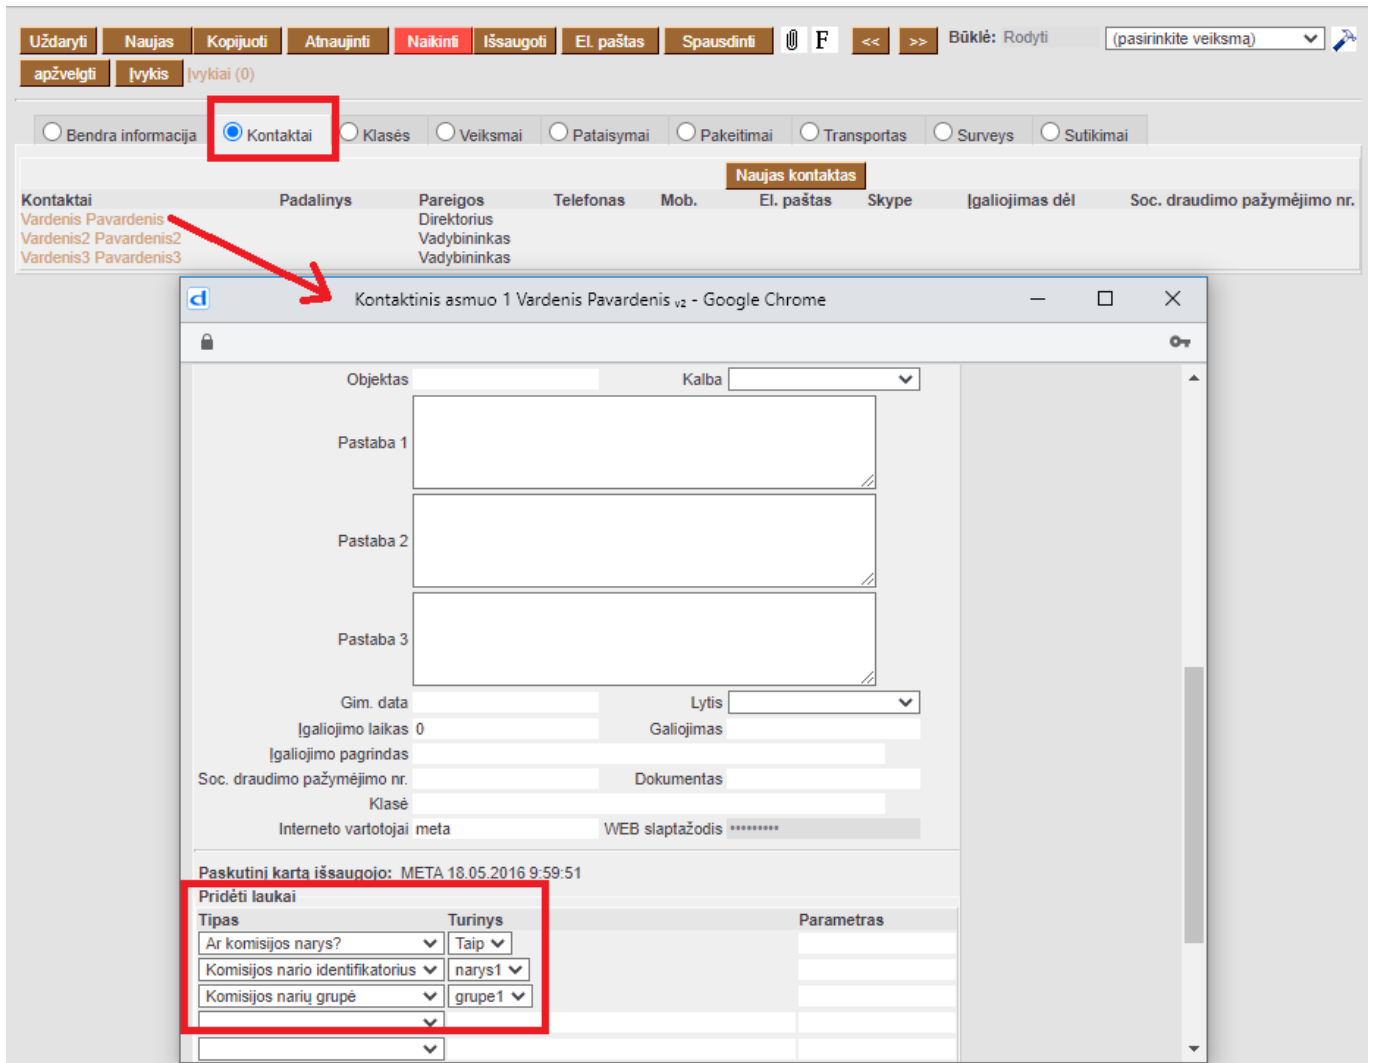 Uždaryti Naujas Kopijuoti Atnaujinti Naikinti Išsaugoti El. paštas Spausdinti F << >> Būklė: Rodyti (pasirinkite veiksmą)
apžvelgti Įvykis Įvykiai (0)
Bendra informacija Kontaktai Klasės Veiksmai Pataisymai Pakeitimai Transportas Surveys Sutikimai
Naujas kontaktas
Kontaktai Padalinys Pareigos Telefonas Mob. El. paštas Skype Įgaliojimas dėl Soc. draudimo pažymėjimo nr.
Vardenis Pavardenis Direktorius
Vardenis2 Pavardenis2 Vadybininkas
Vardenis3 Pavardenis3 Vadybininkas
Kontaktinis asmuo 1 Vardenis Pavardenis v2 - Google Chrome
Objektas Kalba
Pastaba 1
Pastaba 2
Pastaba 3
Gim. data Lytis
Įgaliojimo laikas 0 Galiojimas
Įgaliojimo pagrindas
Soc. draudimo pažymėjimo nr. Dokumentas
Klasė
Interneto vartotojai meta WEB slaptažodis •••••••••
Paskutinį kartą išsaugojo: META 18.05.2016 9:59:51
Pridėti laukai
Tipas Turinys Parametras
Ar komisijos narys? Taip
Komisijos nario identifikatorius narys1
Komisijos narių grupė grupe1